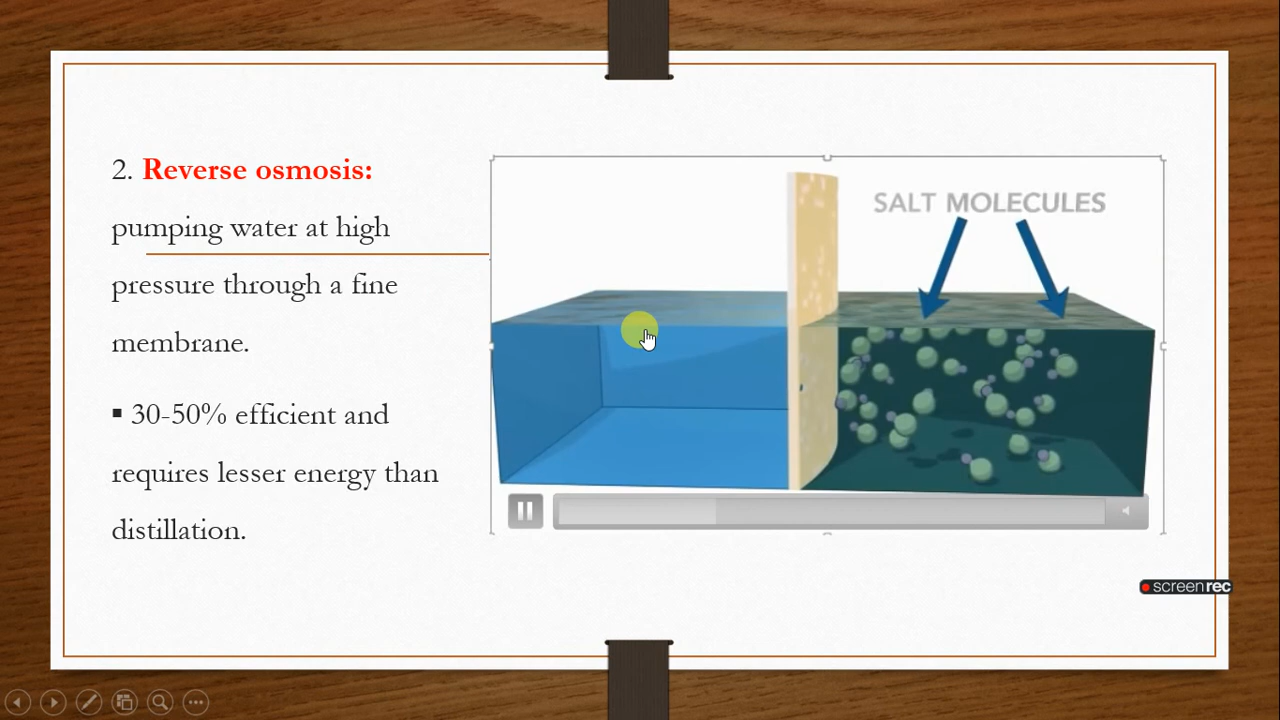 2. Reverse osmosis:
pumping water at high
pressure through a fine
membrane.
▪ 30-50% efficient and
requires lesser energy than
distillation.
SALT MOLECULES
screenrec